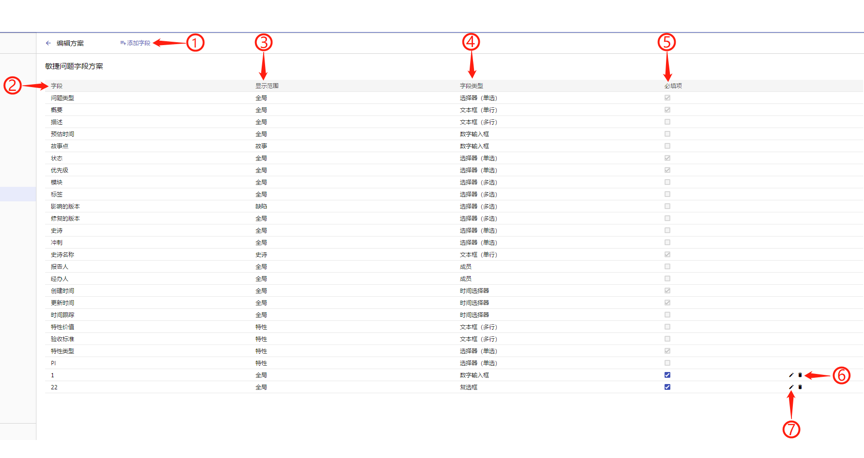 ← 编辑方案 添加字段 ① ③ ④ ⑤
敏捷问题字段方案
② 字段 显示范围 字段类型 必填项
问题类型 全局 选择器（单选）
概要 全局 文本框（单行）
描述 全局 文本框（多行）
预估时间 全局 数字输入框
故事点 故事 数字输入框
状态 全局 选择器（单选）
优先级 全局 选择器（单选）
模块 全局 选择器（多选）
标签 全局 选择器（多选）
影响的版本 缺陷 选择器（多选）
修复的版本 全局 选择器（多选）
史诗 全局 选择器（单选）
冲刺 全局 选择器（单选）
史诗名称 史诗 文本框（单行）
报告人 全局 成员
经办人 全局 成员
创建时间 全局 时间选择器
更新时间 全局 时间选择器
时间跟踪 全局 时间选择器
特性价值 特性 文本框（多行）
验收标准 特性 文本框（多行）
特性类型 特性 选择器（单选）
PI 特性 选择器（单选）
1 全局 数字输入框 ⑥
22 全局 复选框
⑦